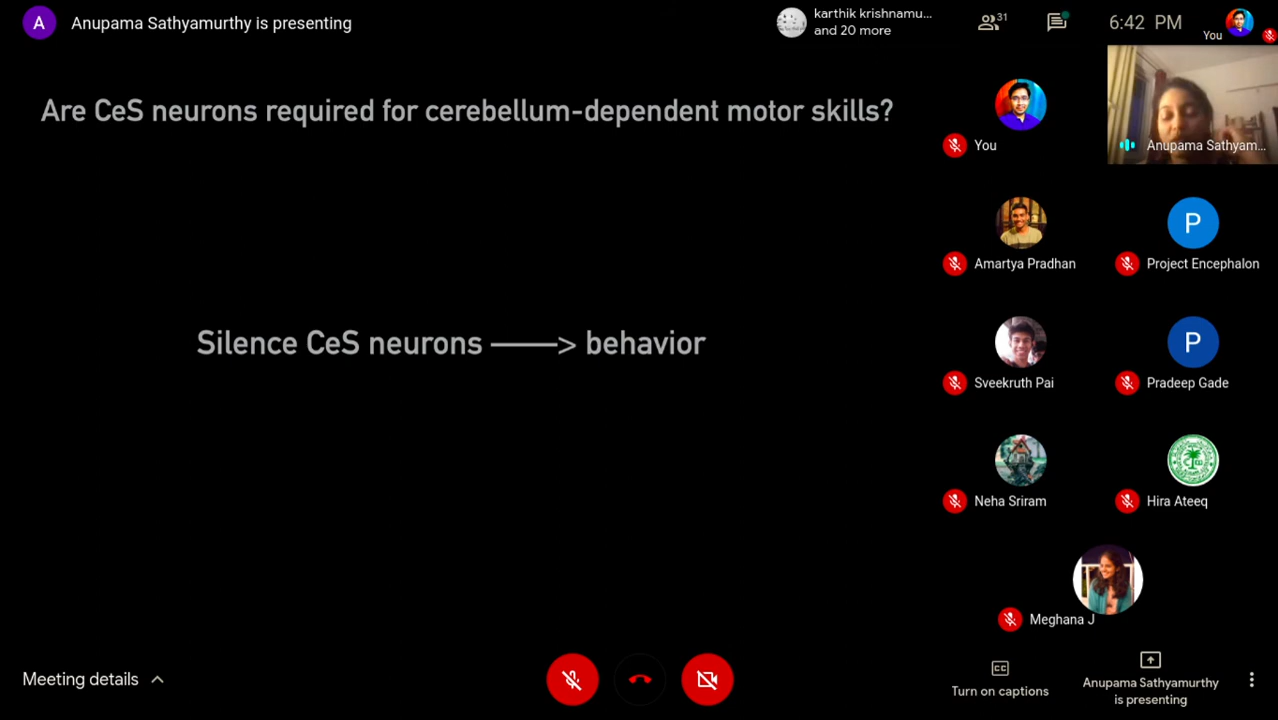 A
Anupama Sathyamurthy is presenting
karthik krishnamu...
and 20 more
31
6:42 PM
You
Are CeS neurons required for cerebellum-dependent motor skills?
You
Anupama Sathyam...
P
Amartya Pradhan
Project Encephalon
Silence CeS neurons ——> behavior
P
Sveekruth Pai
Pradeep Gade
Neha Sriram
Hira Ateeq
Meghana J
Meeting details
CC
Turn on captions
Anupama Sathyamurthy
is presenting